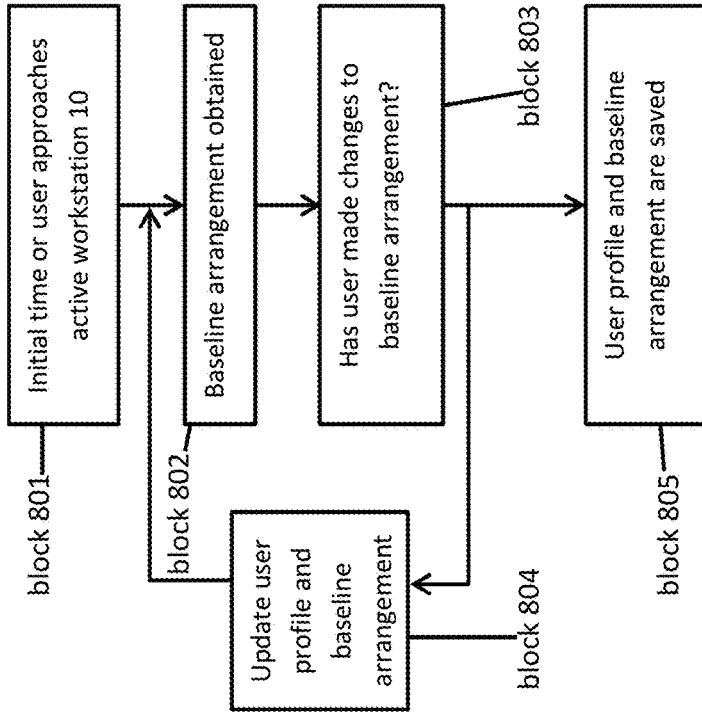 block 801
Initial time or user approaches
active workstation 10
block 802
Baseline arrangement obtained
Has user made changes to
baseline arrangement?
block 803
Update user
profile and
baseline
arrangement
block 804
User profile and baseline
arrangement are saved
block 805